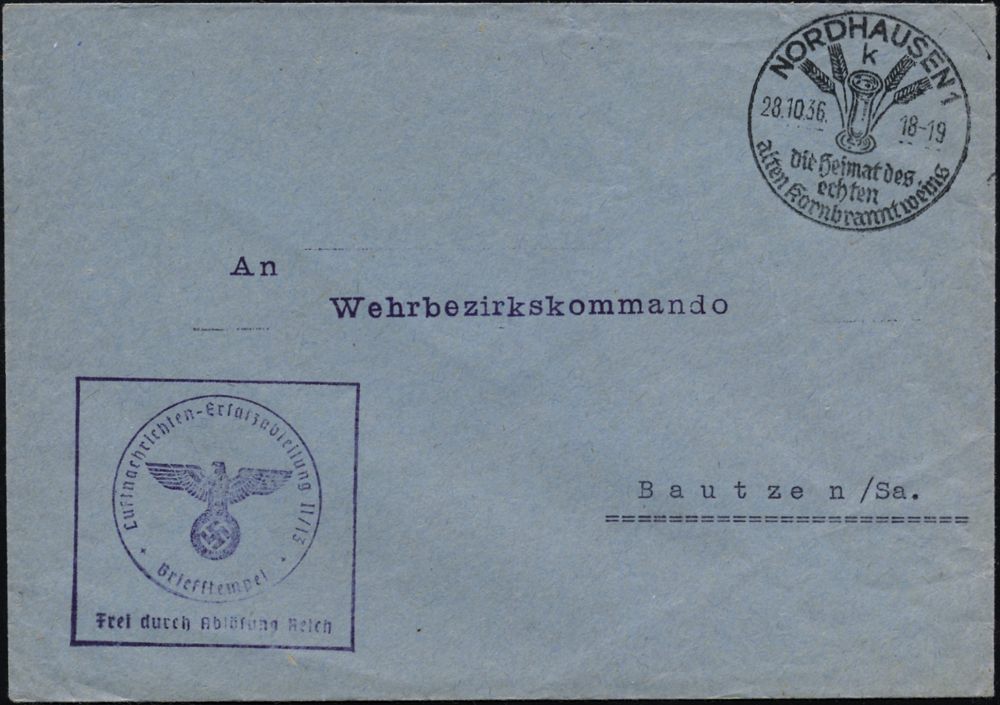 NORDHAUSEN 1
k
28.10.36.
18-19
die Heimat des
echten
alten Kornbranntweins
An
Wehrbezirkskommando
Bautzen/Sa.
Luftnachrichten-Ersatzabteilung II/13
Briefstempel
Frei durch Ablösung Reich